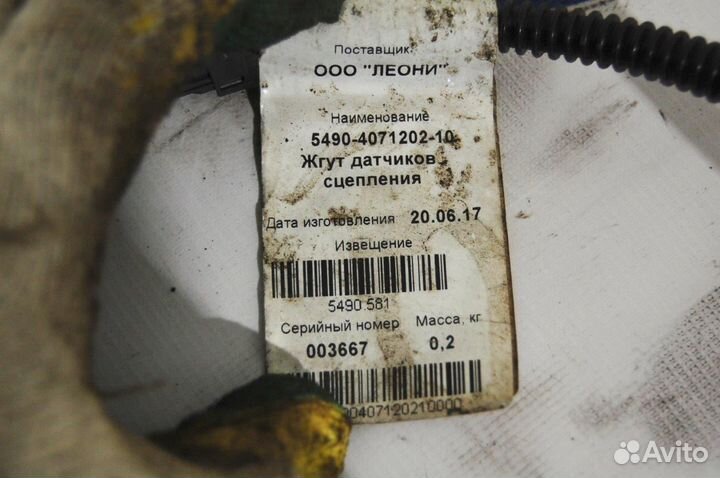 Поставщик:
ООО "ЛЕОНИ"
Наименование
5490-4071202-10
Жгут датчиков
сцепления
Дата изготовления 20.06.17
Извещение
5490.581
Серийный номер Масса, кг
003667 0,2
Avito